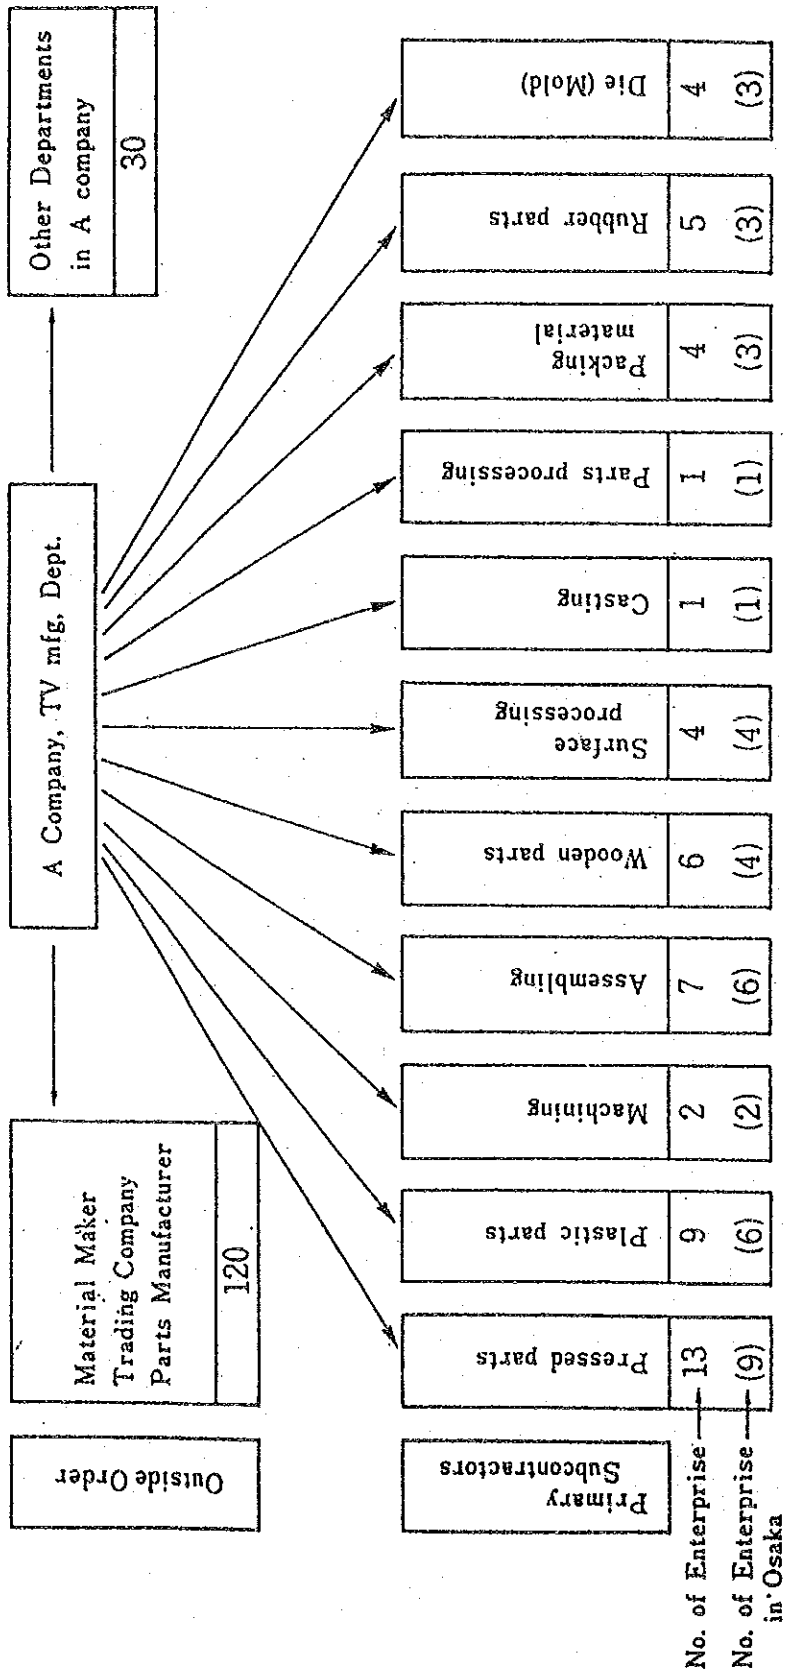 A Company, TV mfg, Dept.
Other Departments
in A company
30
Outside Order
Material Maker
Trading Company
Parts Manufacturer
120
Primary
Subcontractors
Pressed parts
Plastic parts
Machining
Assembling
Wooden parts
Surface
processing
Casting
Parts processing
Packing
material
Rubber parts
Die (Mold)
No. of Enterprise 13 9 2 7 6 4 1 1 4 5 4
No. of Enterprise (9) (6) (2) (6) (4) (4) (1) (1) (3) (3) (3)
in Osaka